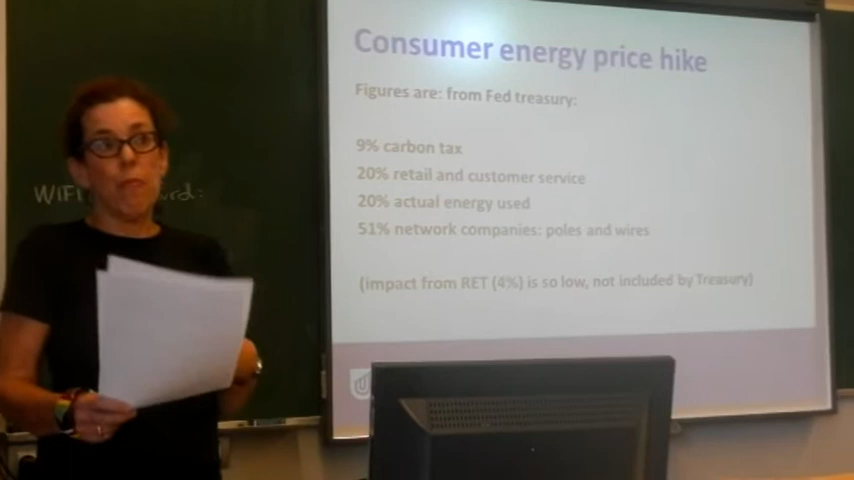 Consumer energy price hike
Figures are: from Fed treasury:
9% carbon tax
20% retail and customer service
20% actual energy used
51% network companies: poles and wires
(impact from RET (4%) is so low, not included by Treasury)
WIFI